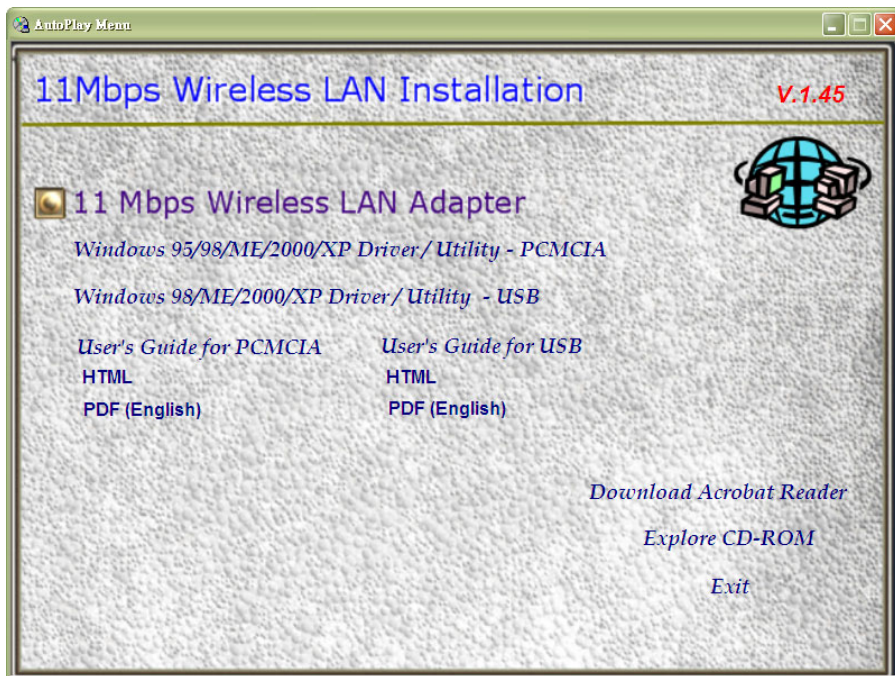 AutoPlay Menu
11Mbps Wireless LAN Installation
V.1.45
11 Mbps Wireless LAN Adapter
Windows 95/98/ME/2000/XP Driver / Utility - PCMCIA
Windows 98/ME/2000/XP Driver / Utility - USB
User's Guide for PCMCIA
HTML
PDF (English)
User's Guide for USB
HTML
PDF (English)
Download Acrobat Reader
Explore CD-ROM
Exit